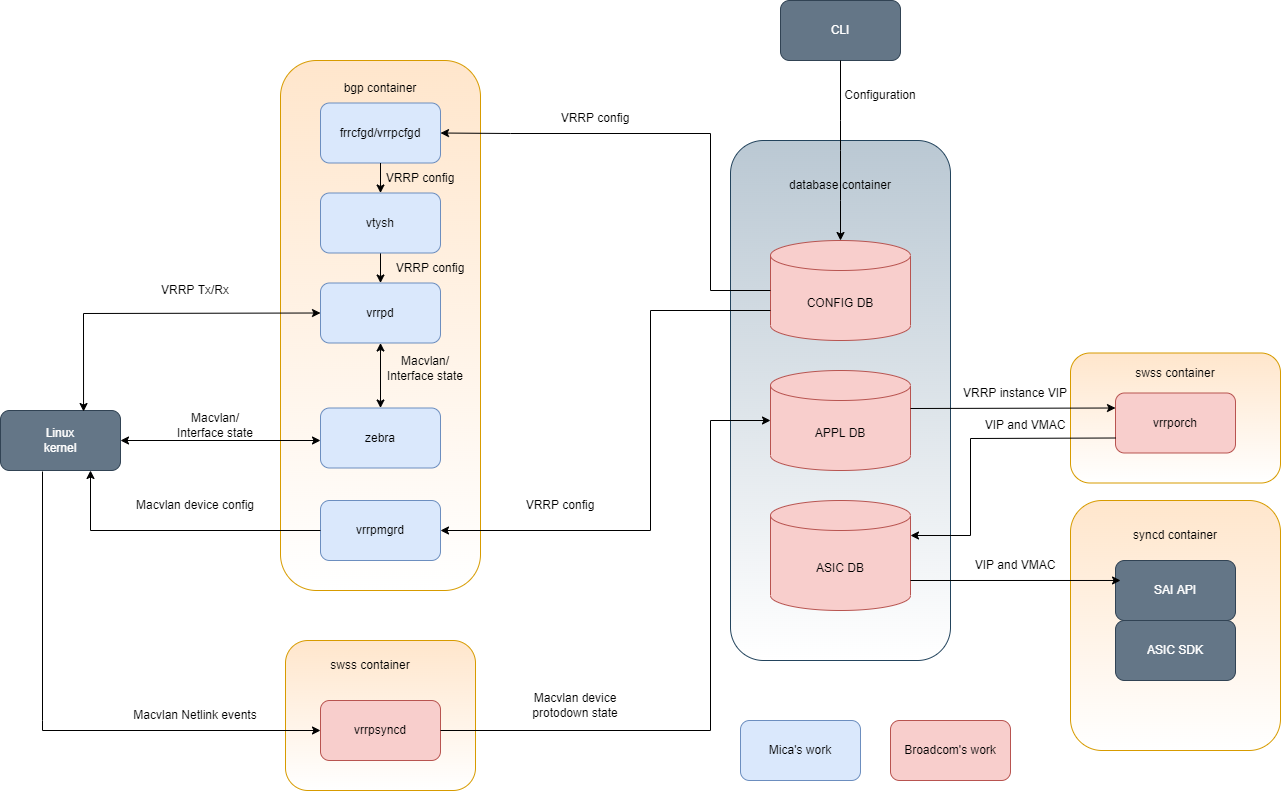 CLI
Configuration
bgp container
frrcfgd/vrrpcfgd
VRRP config
VRRP config
vtysh
VRRP config
VRRP Tx/Rx
vrrpd
Macvlan/
Interface state
Linux
kernel
Macvlan/
Interface state
zebra
Macvlan device config
vrrpmgrd
VRRP config
database container
CONFIG DB
APPL DB
ASIC DB
VRRP instance VIP
VIP and VMAC
swss container
vrrporch
VIP and VMAC
syncd container
SAI API
ASIC SDK
swss container
Macvlan Netlink events
vrrpsyncd
Macvlan device
protodown state
Mica's work
Broadcom's work